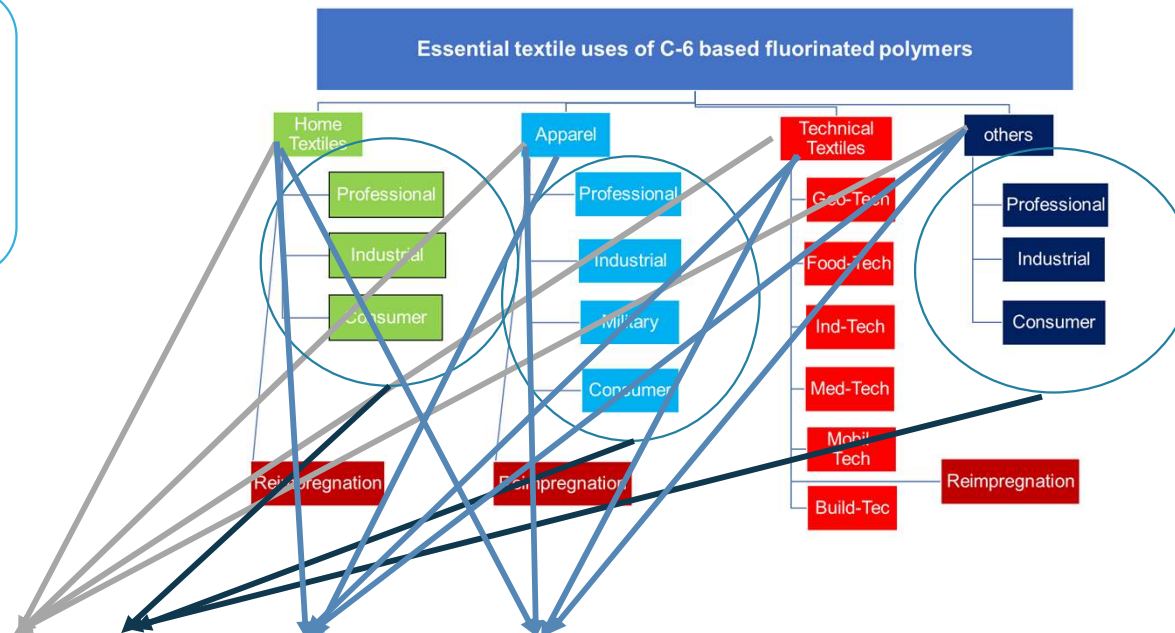 Essential textile uses of C-6 based fluorinated polymers
Home
Textiles
Professional
Industrial
Consumer
Reimpregnation
Apparel
Professional
Industrial
Military
Consumer
Reimpregnation
Technical
Textiles
Geo-Tech
Food-Tech
Ind-Tech
Med-Tech
Mobil-
Tech
Build-Tec
Reimpregnation
others
Professional
Industrial
Consumer